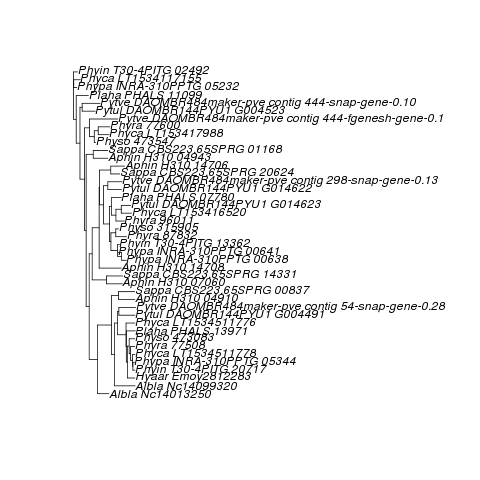 Phyin T30-4PITG 02492
Phyca LT1534117155
Phypa INRA-310PPTG 05232
Plaha PHALS 11099
Pytve DAOMBR484maker-pve contig 444-snap-gene-0.10
Pytul DAOMBR144PYU1 G004523
Pytve DAOMBR484maker-pve contig 444-fgenesh-gene-0.1
Phyra 72600
Phyca LT153417988
Physo 473547
Sappa CBS223.65SPRG 01168
Aphin H310 04943
Aphin H310 14706
Sappa CBS223.65SPRG 20624
Pytve DAOMBR484maker-pve contig 298-snap-gene-0.13
Pytul DAOMBR144PYU1 G014622
Plaha PHALS 07780
Pytul DAOMBR144PYU1 G014623
Phyca LT153416520
Phyra 96011
Physo 315905
Phyra 87832
Phyin T30-4PITG 13362
Phypa INRA-310PPTG 00641
Phypa INRA-310PPTG 00638
Aphin H310 14708
Sappa CBS223.65SPRG 14331
Aphin H310 07060
Sappa CBS223.65SPRG 00837
Aphin H310 04910
Pytve DAOMBR484maker-pve contig 54-snap-gene-0.28
Pytul DAOMBR144PYU1 G004491
Phyca LT1534511776
Plaha PHALS 13971
Physo 473083
Phyra 77508
Phyca LT1534511778
Phypa INRA-310PPTG 05344
Phyin T30-4PITG 20717
Hyaar Emoy2812283
Albla Nc14099320
Albla Nc14013250